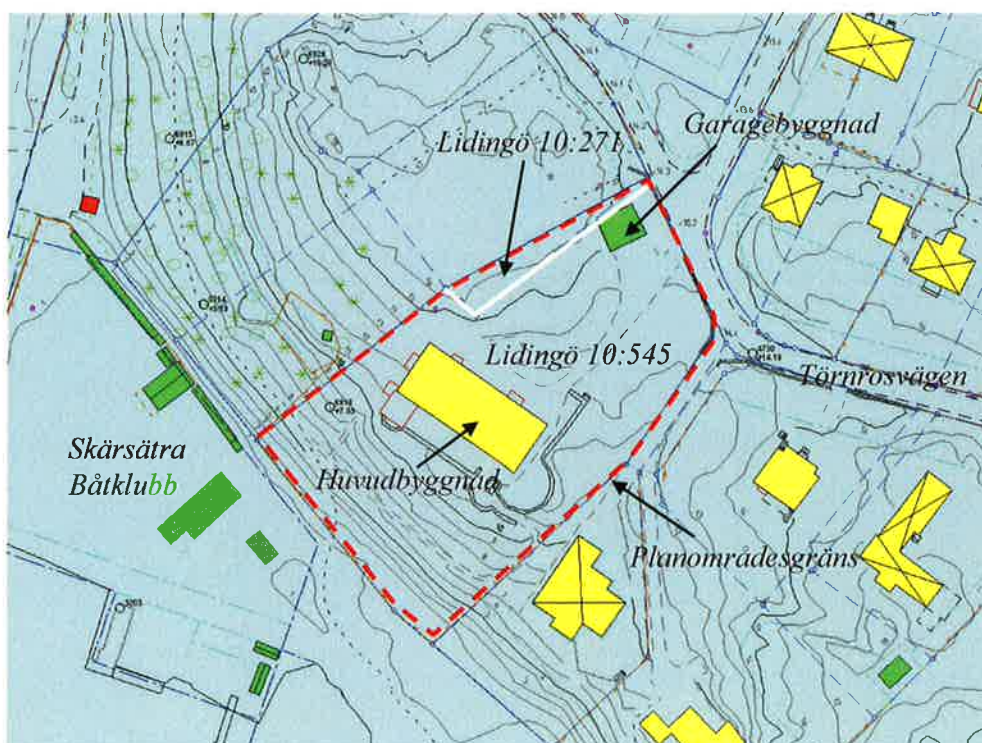 Garagebyggnad
Lidingö 10:271
Lidingö 10:545
Törnrosvägen
Skärsätra
Båtklubb
Huvudbyggnad
Planområdesgräns